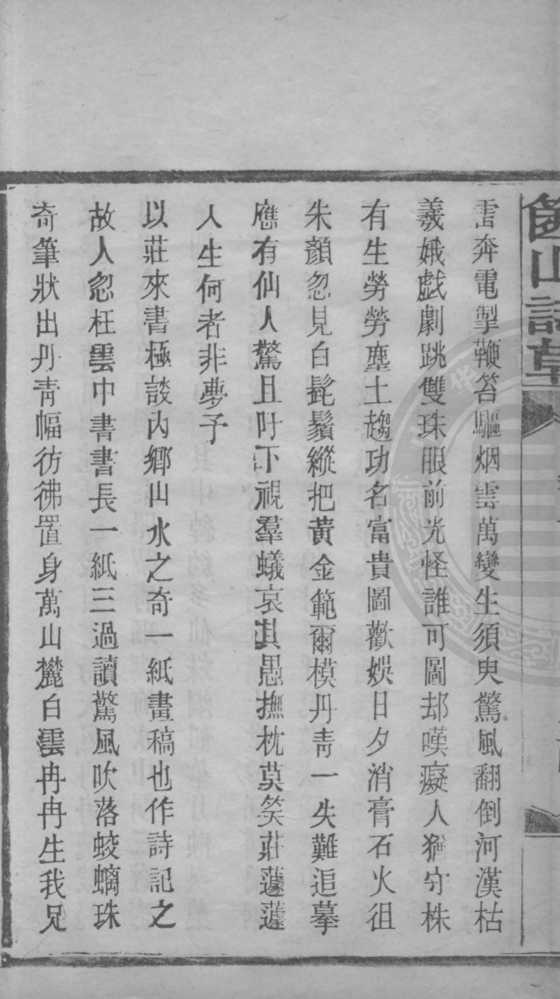 山詩草
雲奔電掣鞭笞驅烟雲萬變生須臾驚風翻倒河漢枯
羲娥戯劇跳雙珠眼前光怪誰可圖却嘆癡人猶守株
有生勞勞塵土趨功名富貴圖歡娛日夕消膏石火徂
朱顏忽見白髭鬚縱把黄金範爾模丹青一失難追摹
應有仙人驚且吁下視羣蟻哀其愚撫枕莫笑莊蘧蘧
人生何者非夢予
以莊來書極談內鄉山水之奇一紙畫稿也作詩記之
故人忽枉雲中書書長一紙三過讀驚風吹落蛟螭珠
奇筆狀出丹青幅彷彿置身萬山麓白雲冉冉生我足